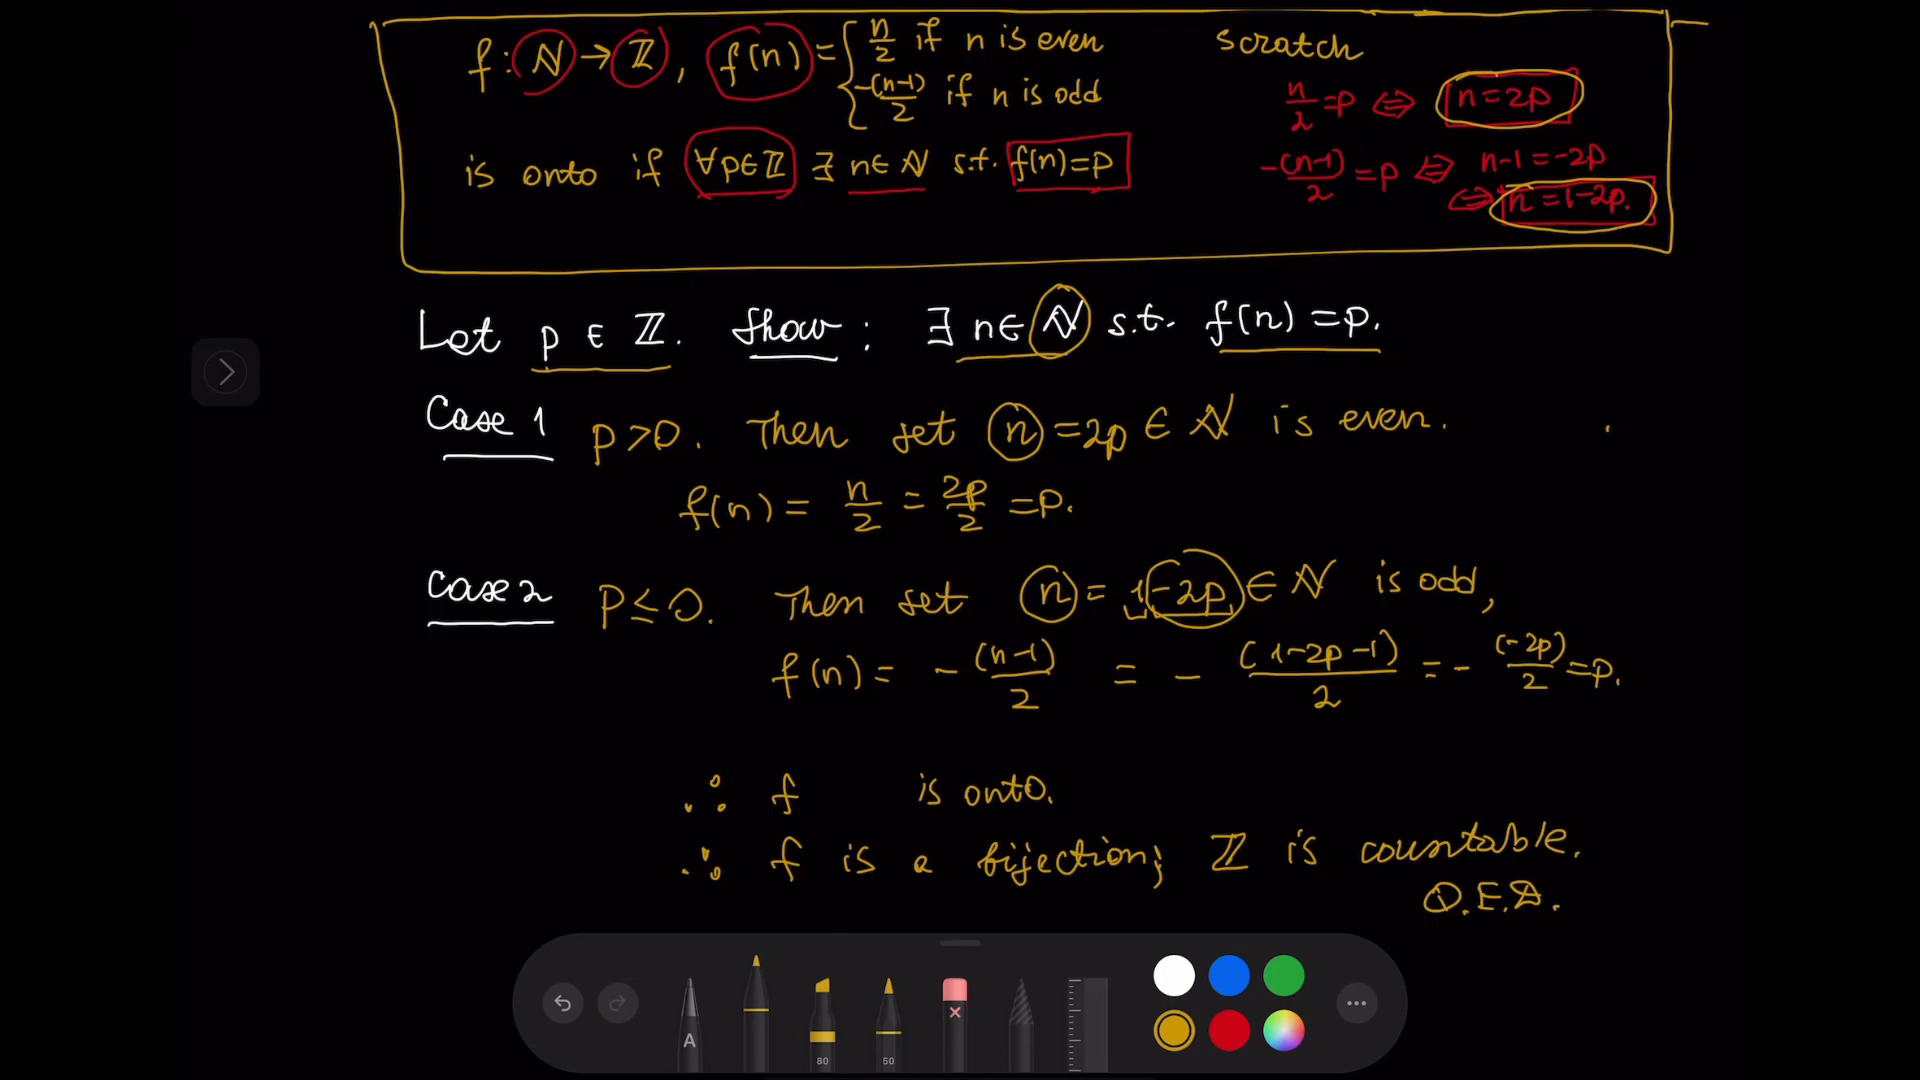 f: ℕ → ℤ, f(n) = { n/2 if n is even
-(n-1)/2 if n is odd
is onto if ∀p∈ℤ ∃ n∈ℕ s.t. f(n)=p
scratch
n/2 = p ⇔ n=2p
-(n-1)/2 = p ⇔ n-1=-2p
⇔ n=1-2p.
Let p ∈ ℤ. Show: ∃ n∈ℕ s.t. f(n)=p.
Case 1 p>0. Then set n=2p ∈ ℕ is even.
f(n) = n/2 = 2p/2 = p.
Case 2 p≤0. Then set n = 1-2p ∈ ℕ is odd,
f(n) = -(n-1)/2 = -(1-2p-1)/2 = -(-2p)/2 = p.
∴ f is onto.
∴ f is a bijection; ℤ is countable.
Q.E.D.
A
80
50